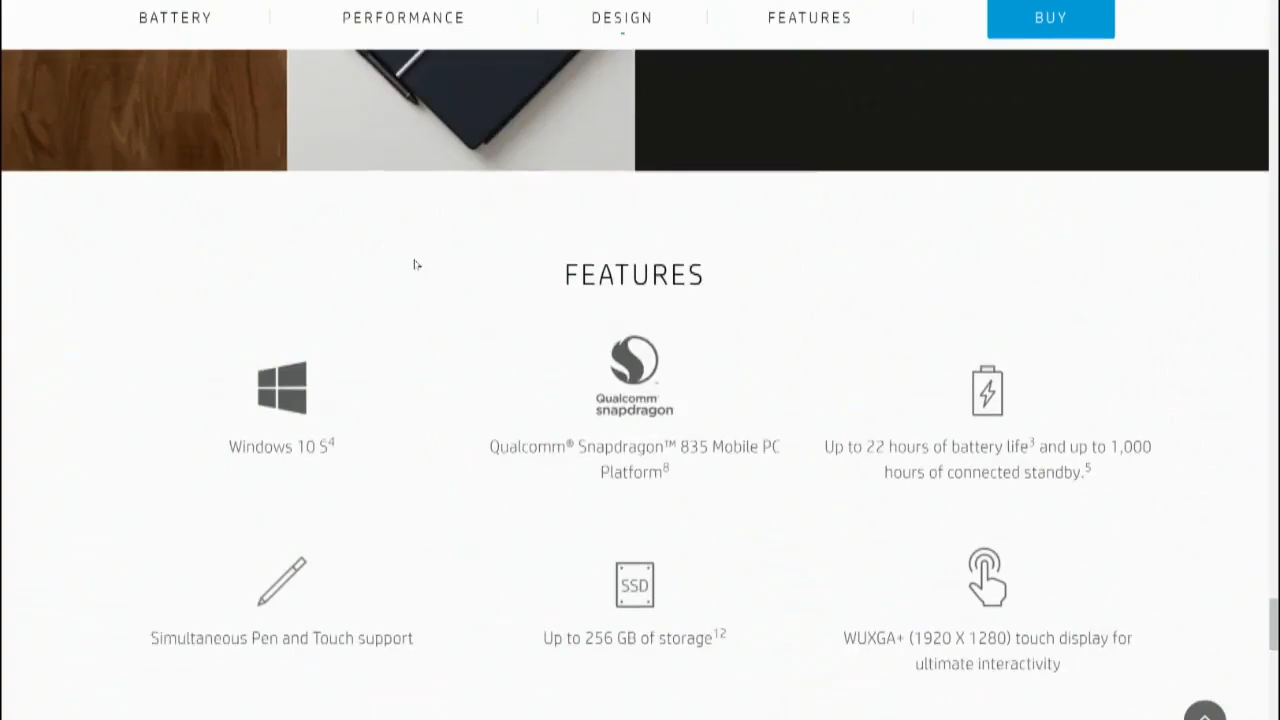 BATTERY PERFORMANCE DESIGN FEATURES BUY
FEATURES
Qualcomm
snapdragon
Windows 10 S⁴
Qualcomm® Snapdragon™ 835 Mobile PC
Platform⁸
Up to 22 hours of battery life³ and up to 1,000
hours of connected standby.⁵
SSD
Simultaneous Pen and Touch support
Up to 256 GB of storage¹²
WUXGA+ (1920 X 1280) touch display for
ultimate interactivity